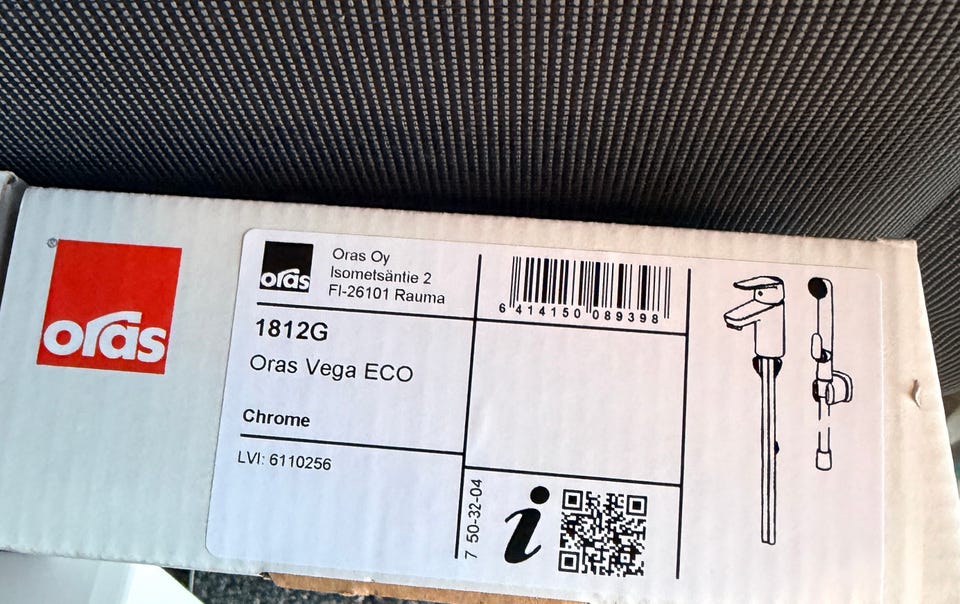 ®
oras
oras
Oras Oy
Isometsäntie 2
FI-26101 Rauma
6 414150 089398
1812G
Oras Vega ECO
Chrome
LVI: 6110256
7 50-32-04
i